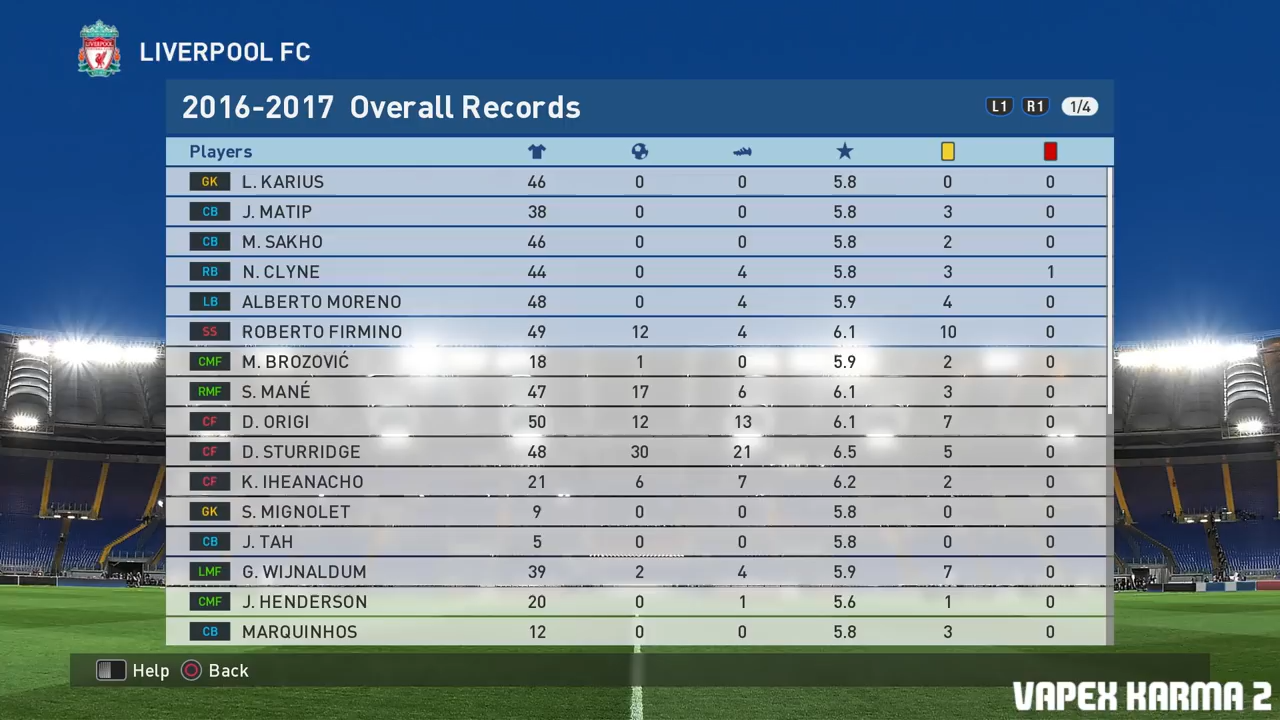 LIVERPOOL FC
2016-2017 Overall Records L1 R1 1/4
Players
GK L. KARIUS 46 0 0 5.8 0 0
CB J. MATIP 38 0 0 5.8 3 0
CB M. SAKHO 46 0 0 5.8 2 0
RB N. CLYNE 44 0 4 5.8 3 1
LB ALBERTO MORENO 48 0 4 5.9 4 0
SS ROBERTO FIRMINO 49 12 4 6.1 10 0
CMF M. BROZOVIĆ 18 1 0 5.9 2 0
RMF S. MANÉ 47 17 6 6.1 3 0
CF D. ORIGI 50 12 13 6.1 7 0
CF D. STURRIDGE 48 30 21 6.5 5 0
CF K. IHEANACHO 21 6 7 6.2 2 0
GK S. MIGNOLET 9 0 0 5.8 0 0
CB J. TAH 5 0 0 5.8 0 0
LMF G. WIJNALDUM 39 2 4 5.9 7 0
CMF J. HENDERSON 20 0 1 5.6 1 0
CB MARQUINHOS 12 0 0 5.8 3 0
Help Back
VAPEX KARMA 2